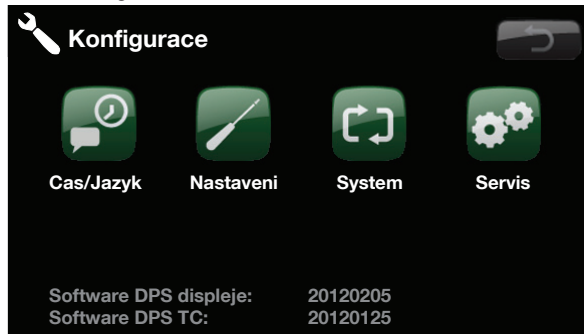 Konfigurace
Cas/Jazyk Nastaveni System Servis
Software DPS displeje: 20120205
Software DPS TC: 20120125